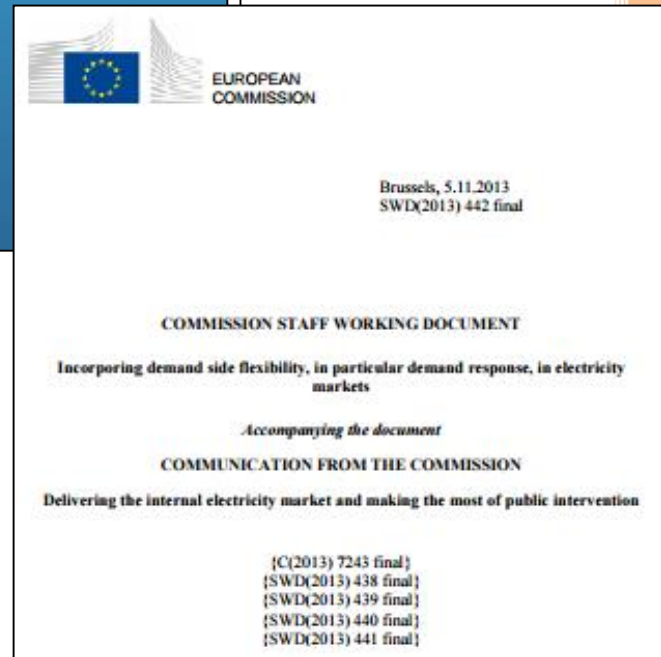 EUROPEAN
COMMISSION
Brussels, 5.11.2013
SWD(2013) 442 final
COMMISSION STAFF WORKING DOCUMENT
Incorporing demand side flexibility, in particular demand response, in electricity
markets
Accompanying the document
COMMUNICATION FROM THE COMMISSION
Delivering the internal electricity market and making the most of public intervention
{C(2013) 7243 final}
{SWD(2013) 438 final}
{SWD(2013) 439 final}
{SWD(2013) 440 final}
{SWD(2013) 441 final}